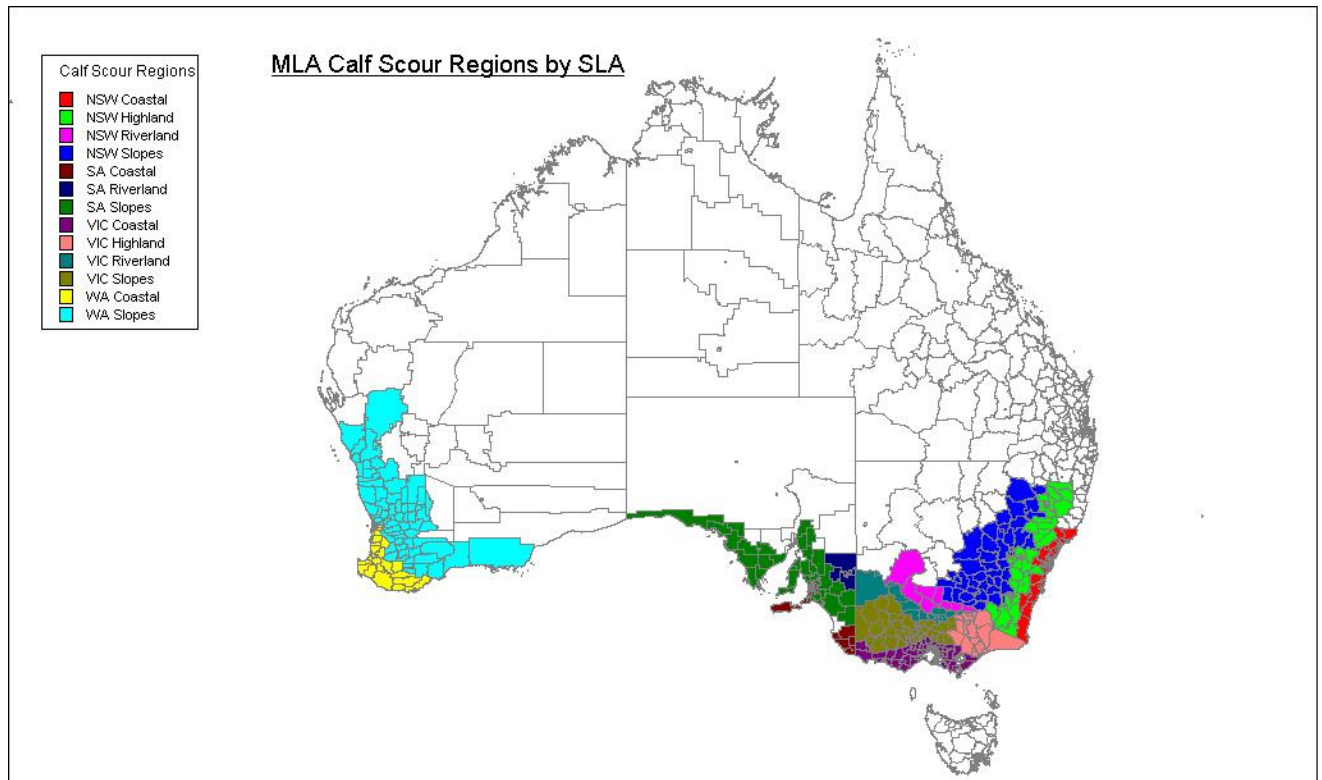 MLA Calf Scour Regions by SLA
Calf Scour Regions
NSW Coastal
NSW Highland
NSW Riverland
NSW Slopes
SA Coastal
SA Riverland
SA Slopes
VIC Coastal
VIC Highland
VIC Riverland
VIC Slopes
WA Coastal
WA Slopes